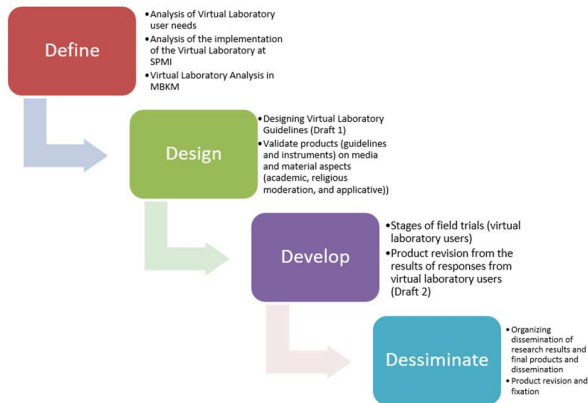 Define
•Analysis of Virtual Laboratory
user needs
•Analysis of the implementation
of the Virtual Laboratory at
SPMI
•Virtual Laboratory Analysis in
MBKM
Design
•Designing Virtual Laboratory
Guidelines (Draft 1)
•Validate products (guidelines
and instruments) on media
and material aspects
(academic, religious
moderation, and applicative))
Develop
•Stages of field trials (virtual
laboratory users)
•Product revision from the
results of responses from
virtual laboratory users
(Draft 2)
Dessiminate
•Organizing
dissemination of
research results and
final products and
dissemination
•Product revision and
fixation